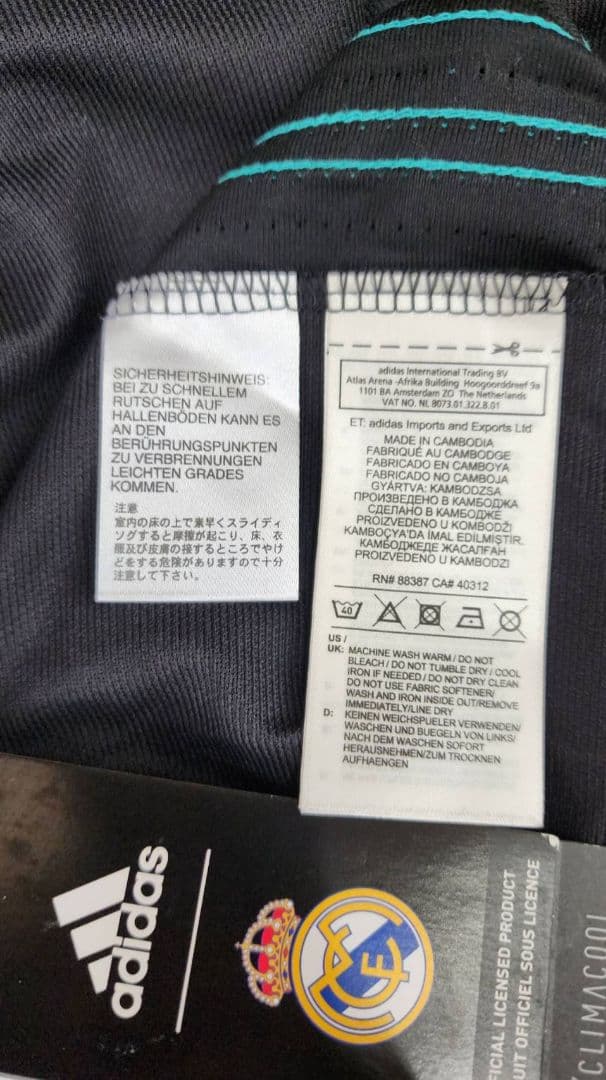 SICHERHEITSHINWEIS:
BEI ZU SCHNELLEM
RUTSCHEN AUF
HALLENBÖDEN KANN ES
AN DEN
BERÜHRUNGSPUNKTEN
ZU VERBRENNUNGEN
LEICHTEN GRADES
KOMMEN.
注意
室内の床の上で素早くスライディ
ングすると摩擦が起こり、床、衣
服及び皮膚の接するところでやけ
どをする危険がありますので十分
注意して下さい。
adidas International Trading BV
Atlas Arena -Afrika Building Hoogoorddreef 9a
1101 BA Amsterdam ZO The Netherlands
VAT NO. NL 8073.01.322.B.01
ET: adidas Imports and Exports Ltd
MADE IN CAMBODIA
FABRIQUÉ AU CAMBODGE
FABRICADO EN CAMBOYA
FABRICADO NO CAMBOJA
GYÁRTVA: KAMBODZSA
ПРОИЗВЕДЕНО В КАМБОДЖА
СДЕЛАНО В КАМБОДЖЕ
PROIZVEDENO U KOMBODŽI
KAMBOÇYA'DA İMAL EDİLMİŞTİR.
КАМБОДЖЕДЕ ЖАСАЛҒАН
PROIZVEDENO U KAMBODZI
RN# 88387 CA# 40312
40
US /
UK: MACHINE WASH WARM / DO NOT
BLEACH / DO NOT TUMBLE DRY / COOL
IRON IF NEEDED / DO NOT DRY CLEAN
DO NOT USE FABRIC SOFTENER/
WASH AND IRON INSIDE OUT/REMOVE
IMMEDIATELY/LINE DRY
D: KEINEN WEICHSPUELER VERWENDEN/
WASCHEN UND BUEGELN VON LINKS/
NACH DEM WASCHEN SOFORT
HERAUSNEHMEN/ZUM TROCKNEN
AUFHAENGEN
adidas
ICIAL LICENSED PRODUCT
UIT OFFICIEL SOUS LICENCE
CLIMACOOL